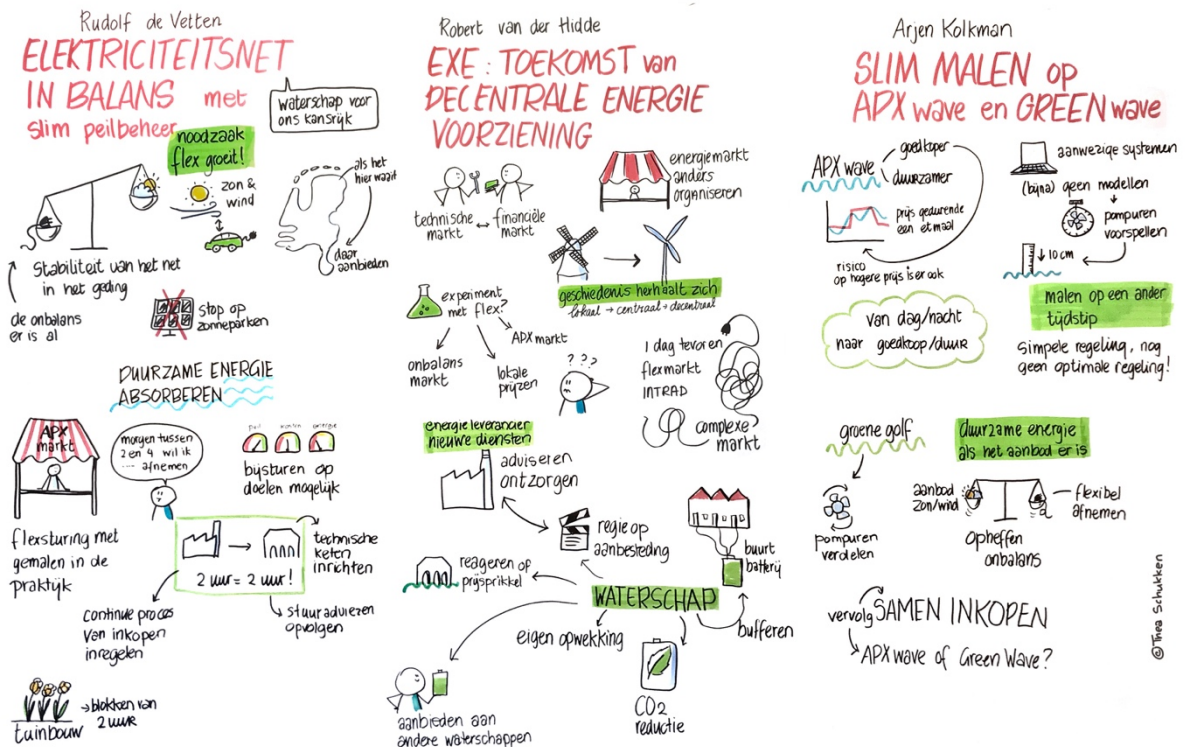 Rudolf de Vetten
ELEKTRICITEITSNET
IN BALANS met
slim peilbeheer
waterschap voor
ons kansrijk
noodzaak
flex groeit!
zon &
wind
als het
hier waait
daar
aanbieden
Stabiliteit van het net
in het geding
de onbalans
er is al
stop op
zonneparken
DUURZAME ENERGIE
ABSORBEREN
APX
markt
morgen tussen
2 en 4 wil ik
--- afnemen
peil
energie
bijsturen op
doelen mogelijk
flexsturing met
gemalen in de
praktijk
2 uur = 2 uur!
technische
keten
inrichten
continue proces
van inkopen
inregelen
stuuradviezen
opvolgen
tuinbouw
blokken van
2 uur
Robert van der Hidde
EXE: TOEKOMST van
DECENTRALE ENERGIE
VOORZIENING
technische
markt
financiële
markt
energiemarkt
anders
organiseren
geschiedenis herhaalt zich
lokaal → centraal → decentraal
experiment
met flex?
onbalans
markt
lokale
prijzen
APX markt
? ? ?
1 dag tevoren
flexmarkt
INTRAD
complexe
markt
energie leverancier
nieuwe diensten
adviseren
ontzorgen
regie op
aanbesteding
buurt
batterij
reageren op
prijsprikkel
WATERSCHAP
eigen opwekking
bufferen
CO2
reductie
aanbieden aan
andere waterschappen
Arjen Kolkman
SLIM MALEN op
APX wave en GREEN wave
APX wave
goedkoper
duurzamer
prijs gedurende
een etmaal
risico
op hogere prijs is er ook
van dag/nacht
naar goedkoop/duur
aanwezige systemen
(bijna) geen modellen
pompuren
voorspellen
↓ 10 cm
malen op een ander
tijdstip
simpele regeling, nog
geen optimale regeling!
groene golf
pompuren
verdelen
duurzame energie
als het aanbod er is
aanbod
zon/wind
flexibel
afnemen
Opheffen
onbalans
vervolg SAMEN INKOPEN
APX wave of Green Wave?
©Thea Schukken